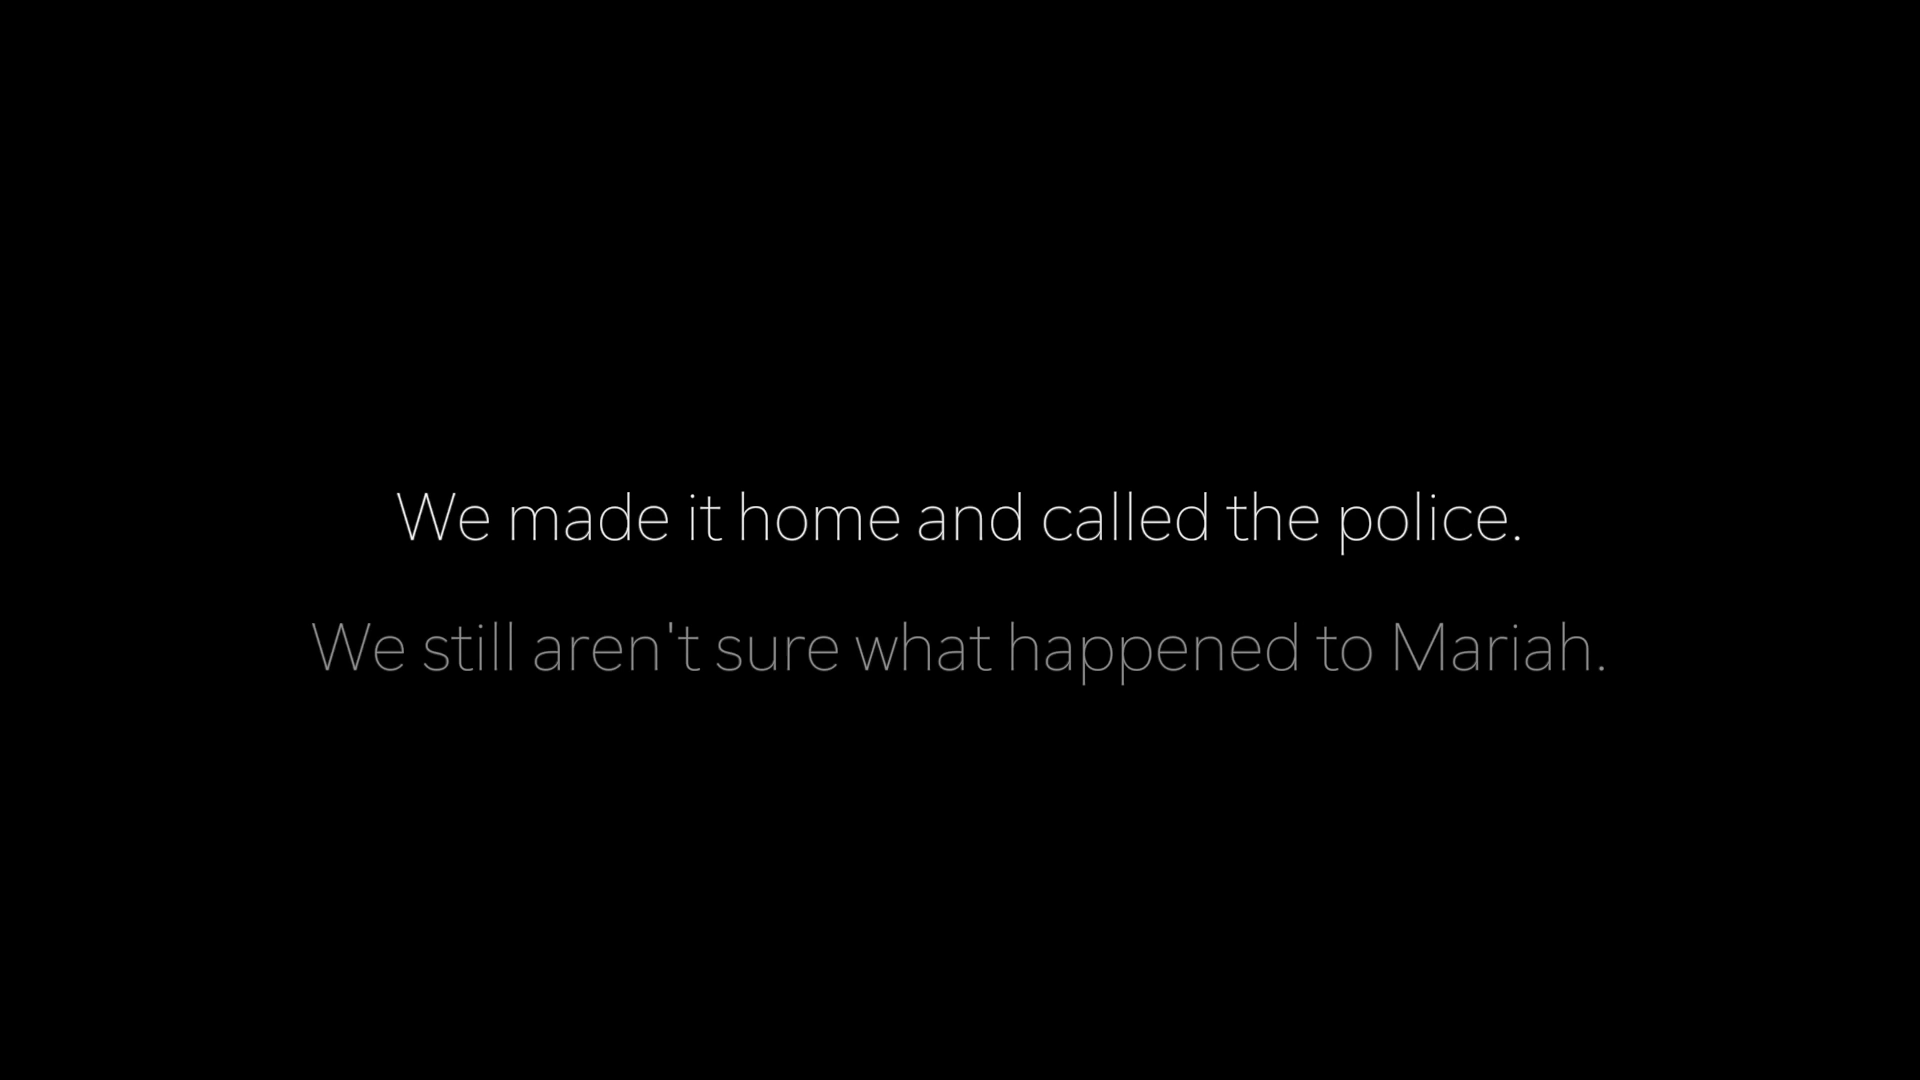 We made it home and called the police.
We still aren't sure what happened to Mariah.